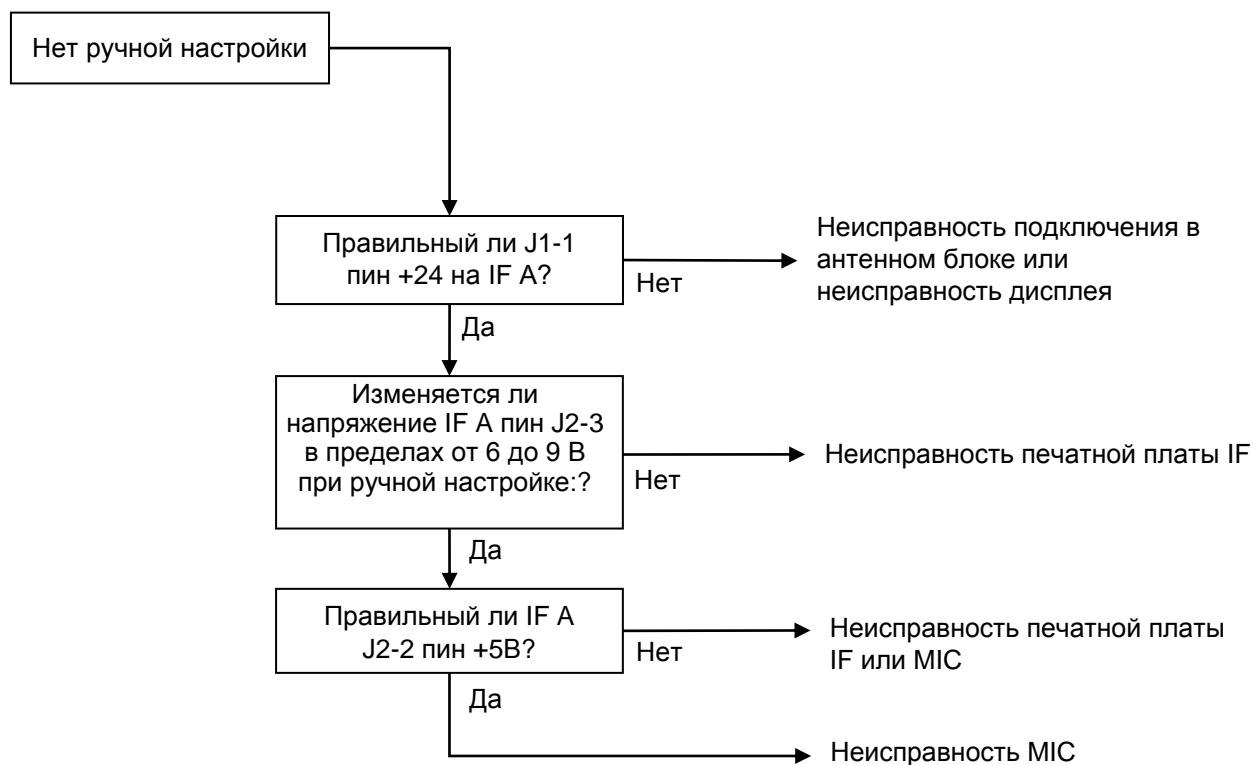 Нет ручной настройки
Правильный ли J1-1
пин +24 на IF A?
Нет
Неисправность подключения в
антенном блоке или
неисправность дисплея
Да
Изменяется ли
напряжение IF A пин J2-3
в пределах от 6 до 9 В
при ручной настройке:?
Нет
Неисправность печатной платы IF
Да
Правильный ли IF A
J2-2 пин +5В?
Нет
Неисправность печатной платы
IF или MIC
Да
Неисправность MIC